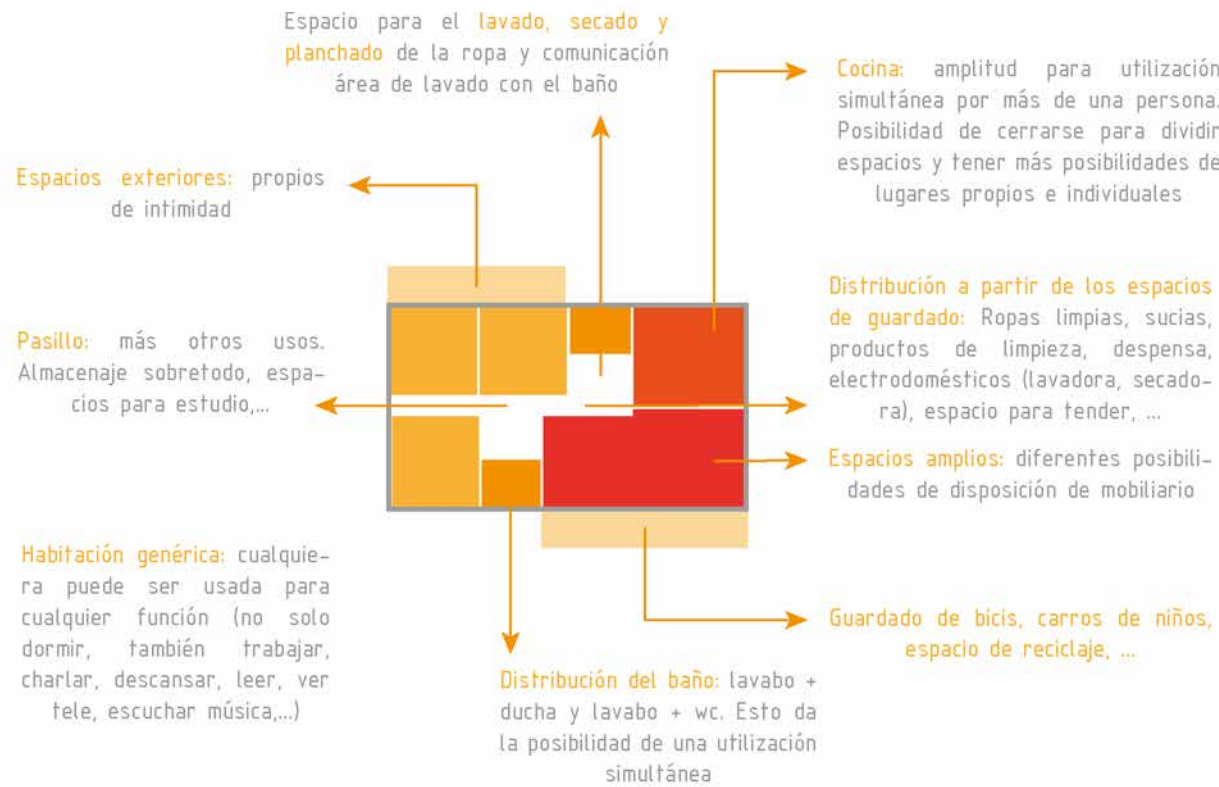 Espacio para el lavado, secado y
planchado de la ropa y comunicación
área de lavado con el baño
Cocina: amplitud para utilización
simultánea por más de una persona.
Posibilidad de cerrarse para dividir
espacios y tener más posibilidades de
lugares propios e individuales
Espacios exteriores: propios
de intimidad
Distribución a partir de los espacios
de guardado: Ropas limpias, sucias,
productos de limpieza, despensa,
electrodomésticos (lavadora, secado-
ra), espacio para tender, ...
Pasillo: más otros usos.
Almacenaje sobretodo, espa-
cios para estudio,...
Espacios amplios: diferentes posibili-
dades de disposición de mobiliario
Habitación genérica: cualquie-
ra puede ser usada para
cualquier función (no solo
dormir, también trabajar,
charlar, descansar, leer, ver
tele, escuchar música,...)
Guardado de bicis, carros de niños,
espacio de reciclaje, ...
Distribución del baño: lavabo +
ducha y lavabo + wc. Esto da
la posibilidad de una utilización
simultánea